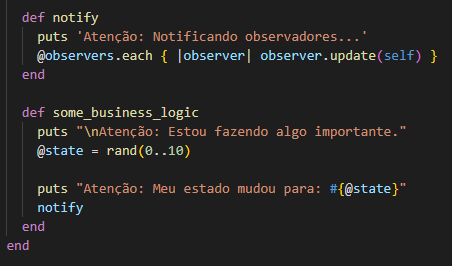 def notify
puts 'Atenção: Notificando observadores...'
@observers.each { |observer| observer.update(self) }
end
def some_business_logic
puts "\nAtenção: Estou fazendo algo importante."
@state = rand(0..10)
puts "Atenção: Meu estado mudou para: #{@state}"
notify
end
end